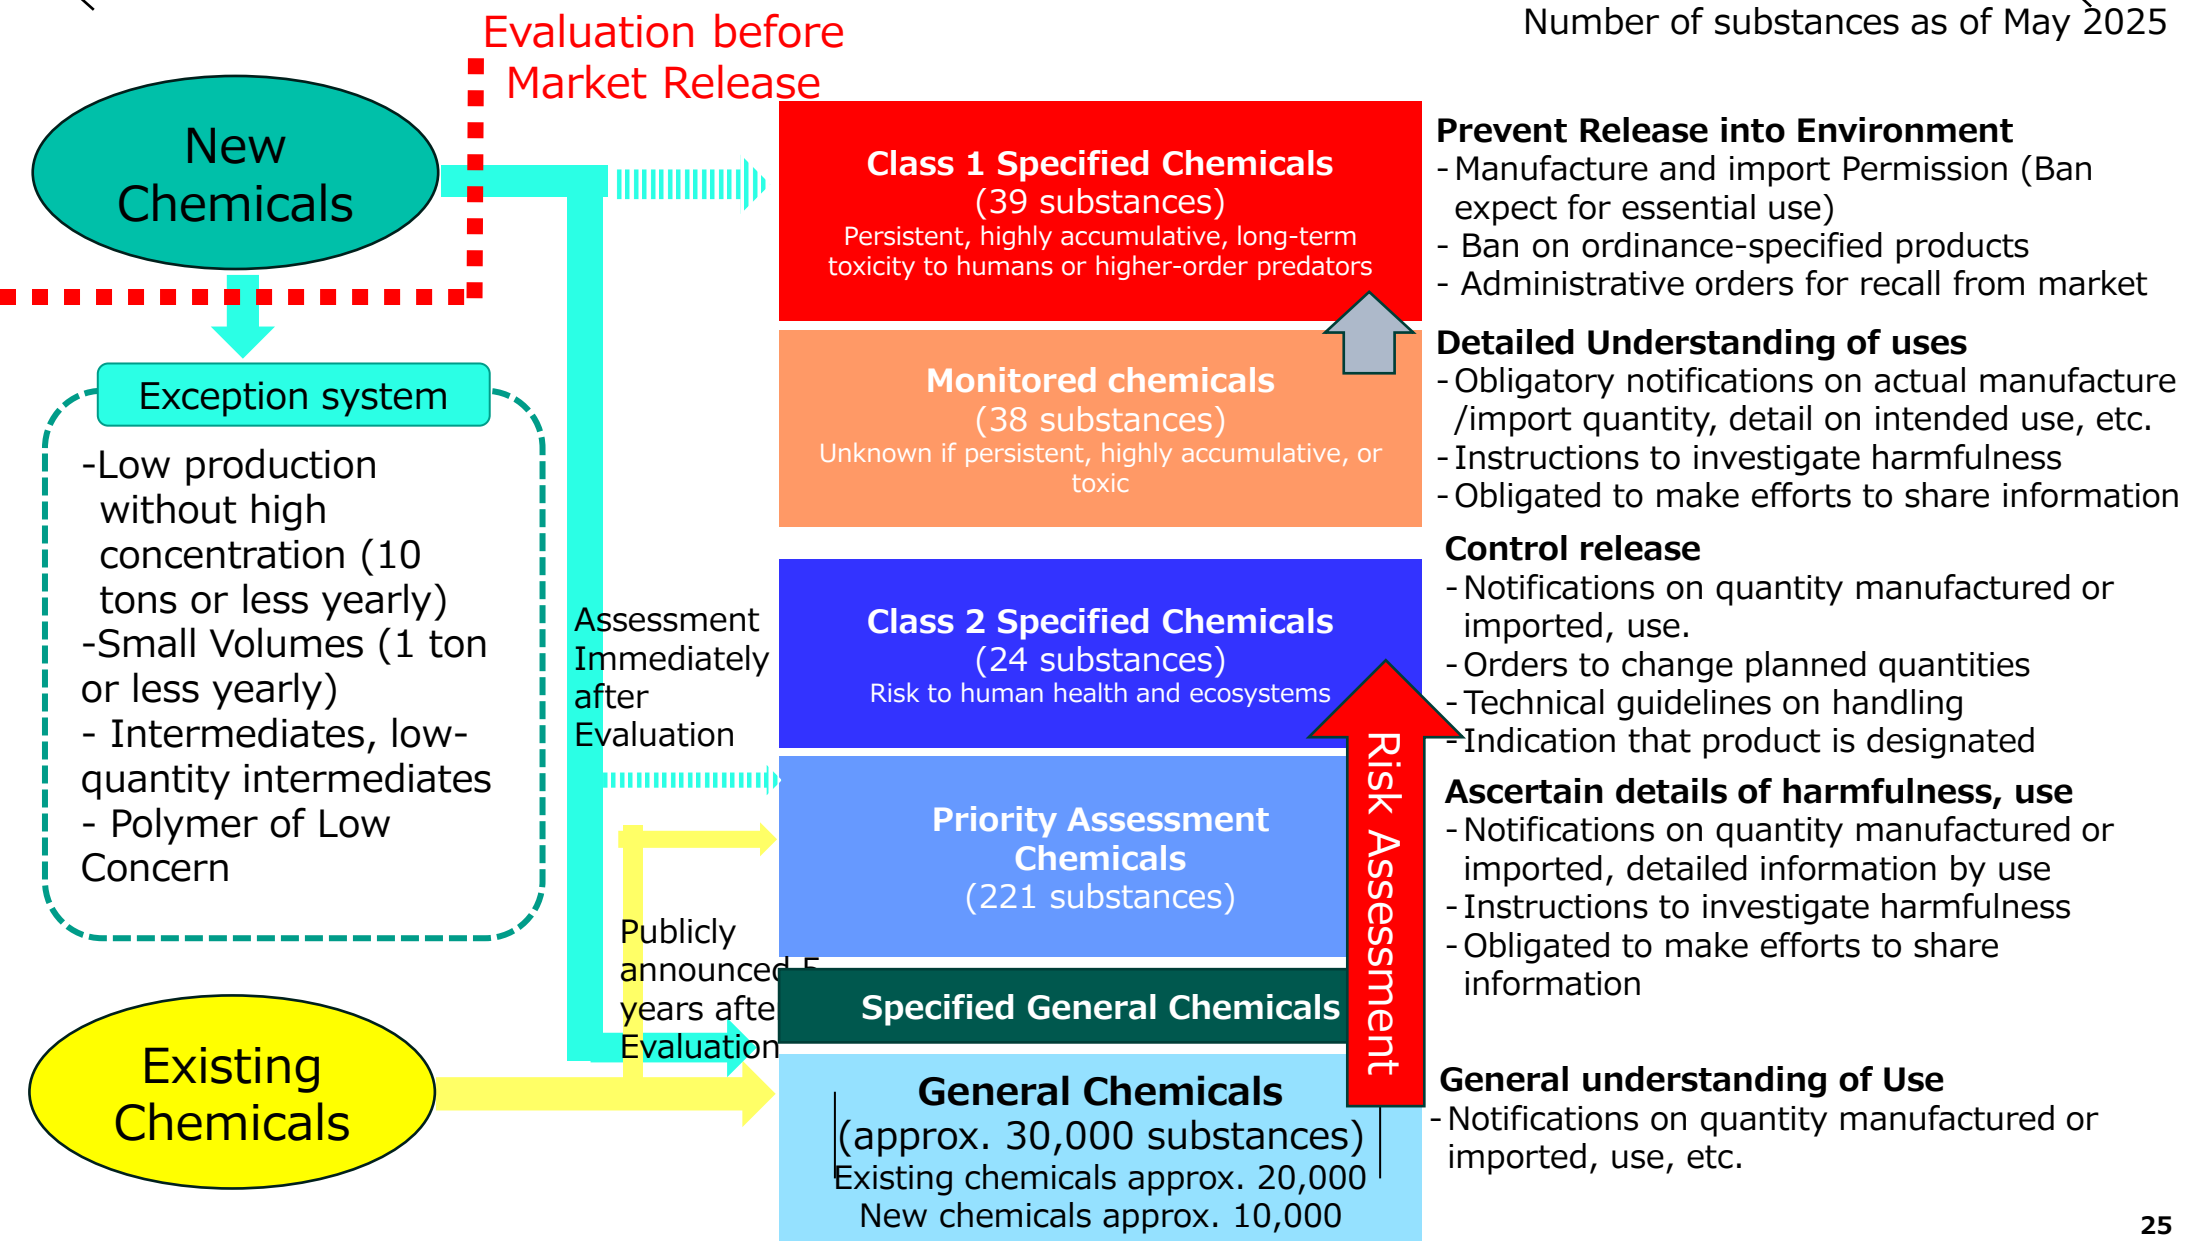 Evaluation before
Market Release
Number of substances as of May 2025
New
Chemicals
Exception system
-Low production
without high
concentration (10
tons or less yearly)
-Small Volumes (1 ton
or less yearly)
- Intermediates, low-
quantity intermediates
- Polymer of Low
Concern
Existing
Chemicals
Assessment
Immediately
after
Evaluation
Publicly
announced 5
years after
Evaluation
Class 1 Specified Chemicals
(39 substances)
Persistent, highly accumulative, long-term
toxicity to humans or higher-order predators
Monitored chemicals
(38 substances)
Unknown if persistent, highly accumulative, or
toxic
Class 2 Specified Chemicals
(24 substances)
Risk to human health and ecosystems
Priority Assessment
Chemicals
(221 substances)
Specified General Chemicals
General Chemicals
(approx. 30,000 substances)
Existing chemicals approx. 20,000
New chemicals approx. 10,000
Risk Assessment
Prevent Release into Environment
- Manufacture and import Permission (Ban
expect for essential use)
- Ban on ordinance-specified products
- Administrative orders for recall from market
Detailed Understanding of uses
- Obligatory notifications on actual manufacture
/import quantity, detail on intended use, etc.
- Instructions to investigate harmfulness
- Obligated to make efforts to share information
Control release
- Notifications on quantity manufactured or
imported, use.
- Orders to change planned quantities
- Technical guidelines on handling
- Indication that product is designated
Ascertain details of harmfulness, use
- Notifications on quantity manufactured or
imported, detailed information by use
- Instructions to investigate harmfulness
- Obligated to make efforts to share
information
General understanding of Use
- Notifications on quantity manufactured or
imported, use, etc.
25